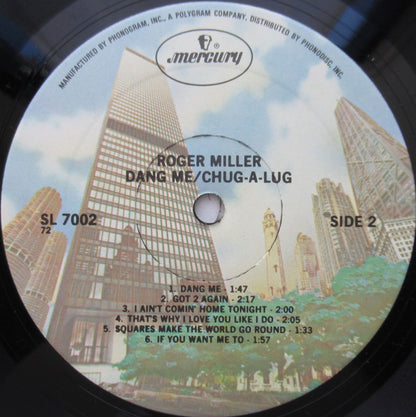 MANUFACTURED BY PHONOGRAM, INC., A POLYGRAM COMPANY, DISTRIBUTED BY PHONODISC, INC.
mercury
ROGER MILLER
DANG ME/CHUG-A-LUG
SL 7002
72
SIDE 2
1. DANG ME - 1:47
2. GOT 2 AGAIN - 2:17
3. I AIN'T COMIN' HOME TONIGHT - 2:00
4. THAT'S WHY I LOVE YOU LIKE I DO - 2:05
5. SQUARES MAKE THE WORLD GO ROUND - 1:33
6. IF YOU WANT ME TO - 1:57